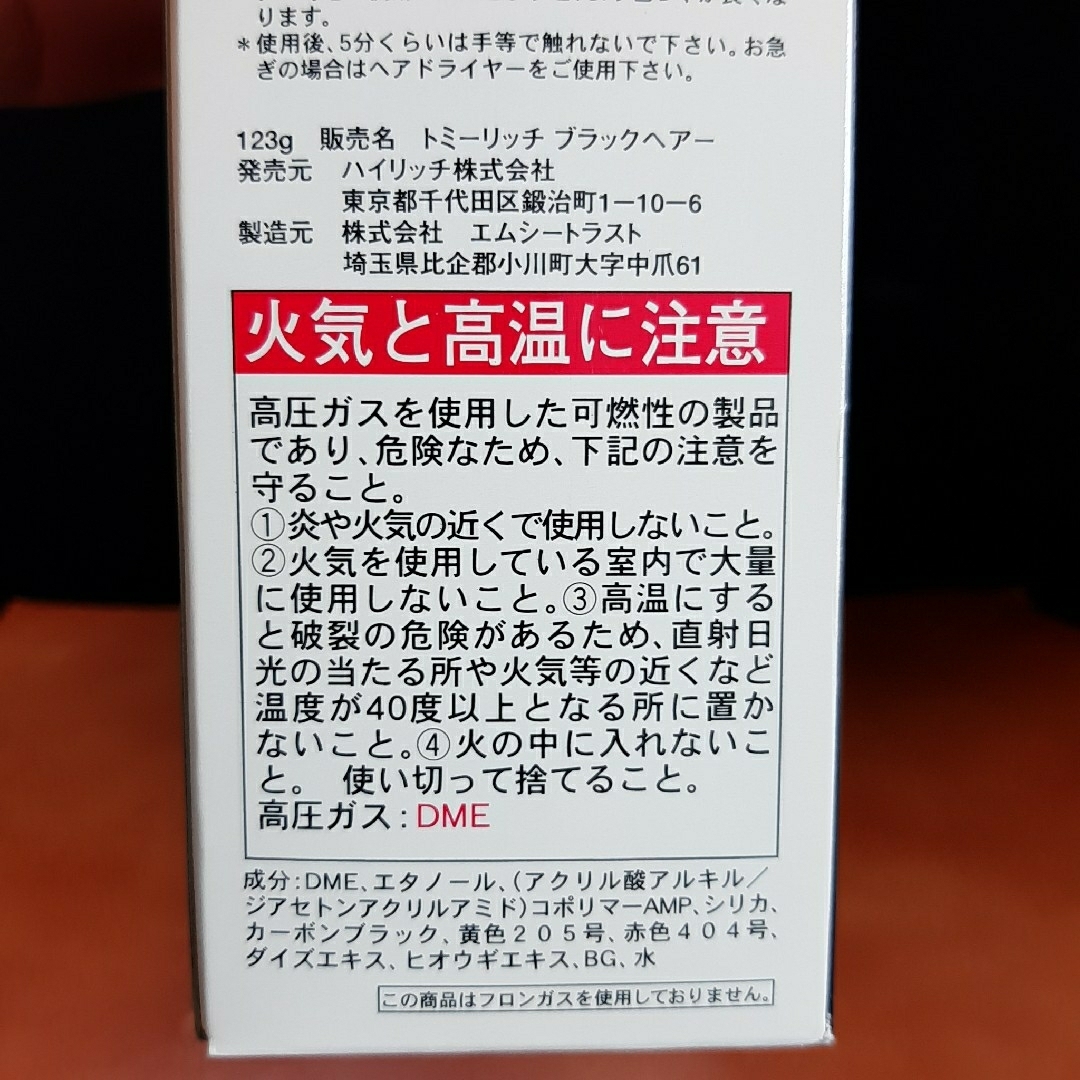 ります。
＊使用後、5分くらいは手等で触れないで下さい。お急
ぎの場合はヘアドライヤーをご使用下さい。
123g 販売名 トミーリッチ ブラックヘアー
発売元 ハイリッチ株式会社
東京都千代田区鍛治町1－10－6
製造元 株式会社 エムシートラスト
埼玉県比企郡小川町大字中爪61
火気と高温に注意
高圧ガスを使用した可燃性の製品
であり、危険なため、下記の注意を
守ること。
①炎や火気の近くで使用しないこと。
②火気を使用している室内で大量
に使用しないこと。③高温にする
と破裂の危険があるため、直射日
光の当たる所や火気等の近くなど
温度が40度以上となる所に置か
ないこと。④火の中に入れないこ
と。 使い切って捨てること。
高圧ガス：DME
成分：DME、エタノール、（アクリル酸アルキル／
ジアセトンアクリルアミド）コポリマーAMP、シリカ、
カーボンブラック、黄色２０５号、赤色４０４号、
ダイズエキス、ヒオウギエキス、BG、水
この商品はフロンガスを使用しておりません。